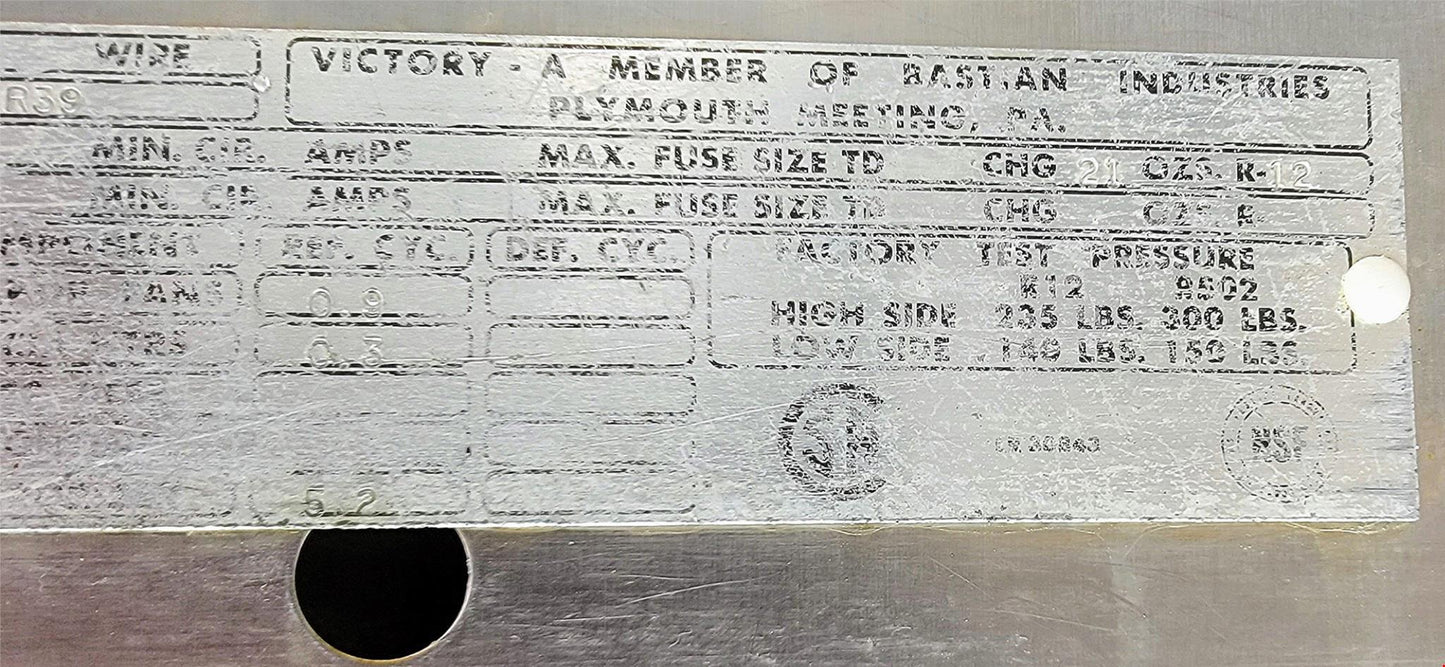 WIRE
R39
VICTORY - A MEMBER OF BASTIAN INDUSTRIES
PLYMOUTH MEETING, PA.
MIN. CIR. AMPS MAX. FUSE SIZE TD CHG 21 OZS. R-12
MIN. CIR. AMPS MAX. FUSE SIZE TD CHG OZS. R-
REF. CYC. DEF. CYC.
FANS 0.9
0.3
5.2
FACTORY TEST PRESSURE
R12 R502
HIGH SIDE 235 LBS. 300 LBS.
LOW SIDE 140 LBS. 150 LBS.
NSF